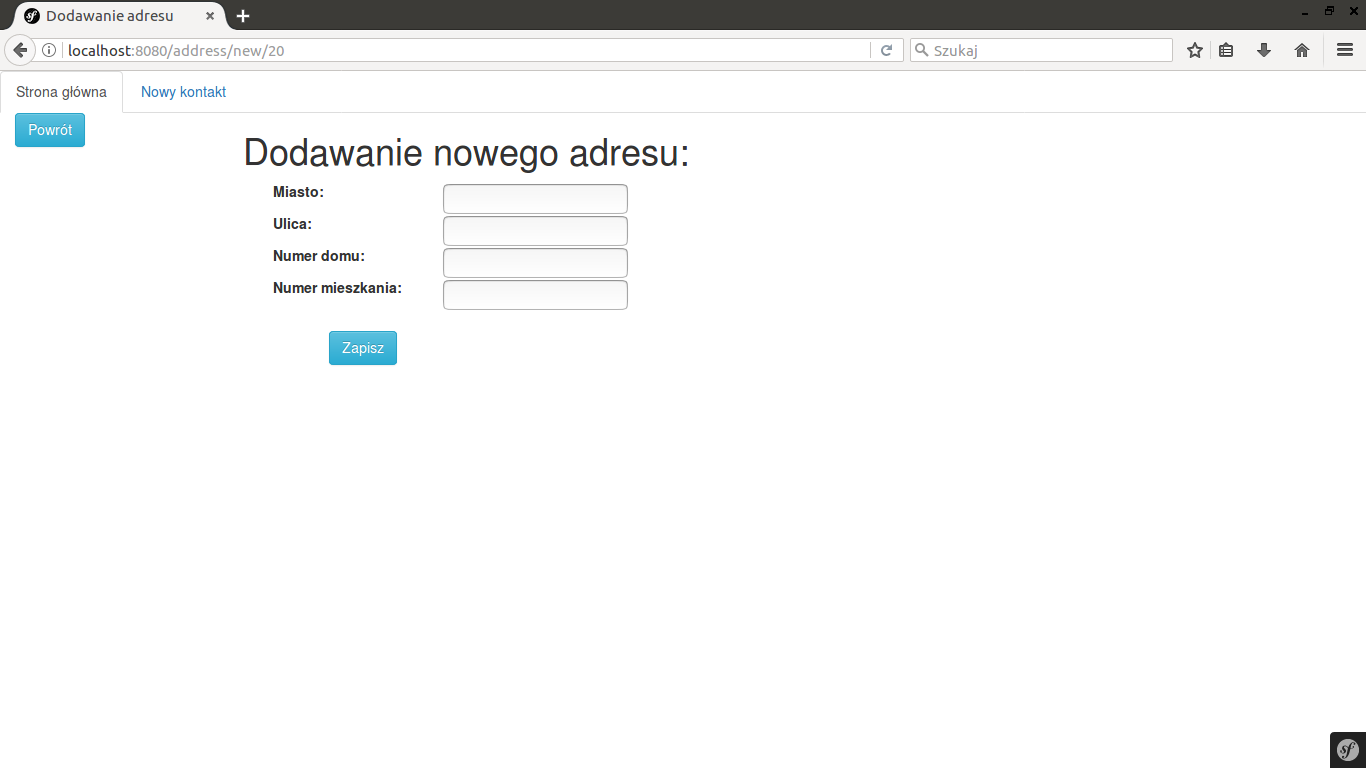 Dodawanie adresu
localhost:8080/address/new/20
Szukaj
Strona główna Nowy kontakt
Powrót
Dodawanie nowego adresu:
Miasto:
Ulica:
Numer domu:
Numer mieszkania:
Zapisz